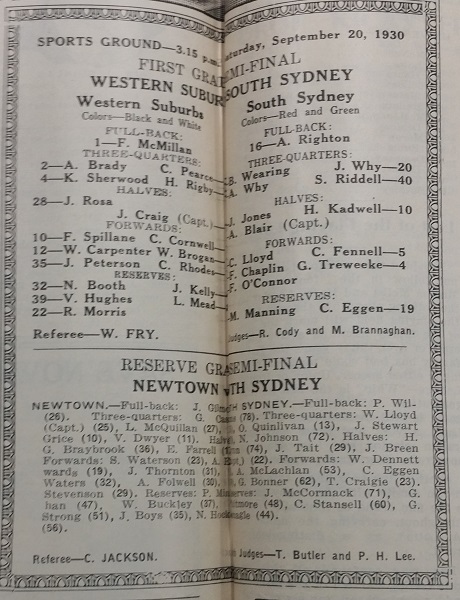 SPORTS GROUND—3.15 p.m. Saturday, September 20, 1930
FIRST GRA SEMI-FINAL
WESTERN SUBUR SOUTH SYDNEY
Western Suburbs
Colors—Black and White
FULL-BACK:
1—F. McMillan
THREE-QUARTERS:
2—A. Brady C. Pearce
4—K. Sherwood H. Rigby
HALVES:
28—J. Rosa
J. Craig (Capt.)
FORWARDS:
10—F. Spillane C. Cornwell
12—W. Carpenter W. Brogan
35—J. Peterson C. Rhodes
RESERVES:
32—N. Booth J. Kelly
39—V. Hughes L. Mead
22—R. Morris
Referee—W. FRY.
South Sydney
Colors—Red and Green
FULL-BACK:
16—A. Righton
THREE-QUARTERS:
B. Wearing J. Why—20
A. Why S. Riddell—40
HALVES:
J. Jones H. Kadwell—10
A. Blair (Capt.)
FORWARDS:
C. Lloyd C. Fennell—5
F. Chaplin G. Treweeke—4
F. O'Connor
RESERVES:
M. Manning C. Eggen—19
Judges—R. Cody and M. Brannaghan.
RESERVE GRA SEMI-FINAL
NEWTOWN TH SYDNEY
NEWTOWN.—Full-back: J.
(26). Three-quarters: G.
(Capt.) (25), L. McQuillan (27),
Grice (10), V. Dwyer (11).
G. Braybrook (36), E. Farrell
Forwards: S. Waterson (23), A.
wards (19), J. Thornton (31),
Waters (32), A. Folwell (30),
Stevenson (29). Reserves: P.
han (47), W. Buckley (37),
Strong (51), J. Boys (35), N.
(56).
Referee—C. JACKSON.
TH SYDNEY.—Full-back: P. Wil-
(78). Three-quarters: W. Lloyd
O. Quinlivan (13), J. Stewart
N. Johnson (72). Halves: H.
(74), J. Tait (29), J. Breen
(22). Forwards: W. Dennett
A. McLachlan (53), C. Eggen
G. Bonner (62), T. Cralgie (23).
J. McCormack (71), G.
(48), C. Stansell (60), G.
(44).
Judges—T. Butler and P. H. Lee.